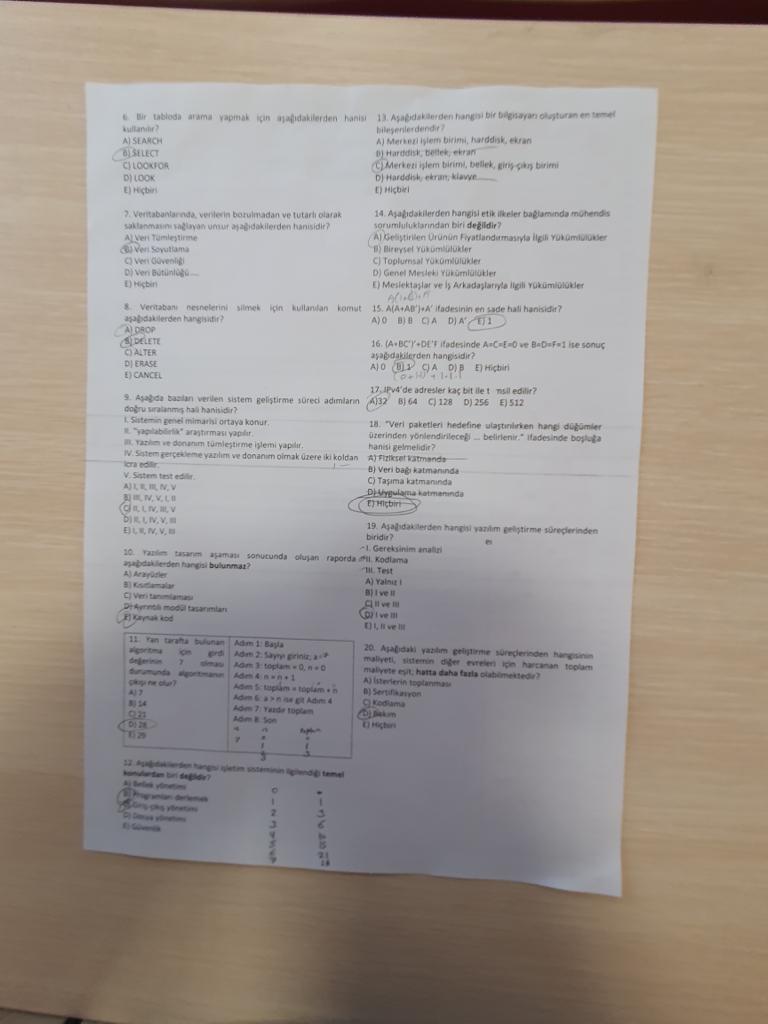 6. Bir tabloda arama yapmak için aşağıdakilerden hanisi
kullanılır?
A) SEARCH
B) SELECT
C) LOOKFOR
D) LOOK
E) Hiçbiri
7. Veritabanlarında, verilerin bozulmadan ve tutarlı olarak
saklanmasını sağlayan unsur aşağıdakilerden hanisidir?
A) Veri Tümleştirme
B) Veri Soyutlama
C) Veri Güvenliği
D) Veri Bütünlüğü
E) Hiçbiri
8. Veritabanı nesnelerini silmek için kullanılan komut
aşağıdakilerden hangisidir?
A) DROP
B) DELETE
C) ALTER
D) ERASE
E) CANCEL
9. Aşağıda bazıları verilen sistem geliştirme süreci adımların
doğru sıralanmış hali hanisidir?
I. Sistemin genel mimarisi ortaya konur.
II. "yapılabilirlik" araştırması yapılır.
III. Yazılım ve donanım tümleştirme işlemi yapılır.
IV. Sistem gerçekleme yazılım ve donanım olmak üzere iki koldan
icra edilir.
V. Sistem test edilir.
A) I, II, III, IV, V
B) III, IV, V, I, II
C) II, I, IV, III, V
D) II, I, IV, V, III
E) I, II, IV, V, III
10. Yazılım tasarım aşaması sonucunda oluşan raporda
aşağıdakilerden hangisi bulunmaz?
A) Arayüzler
B) Kısıtlamalar
C) Veri tanımlaması
D) Ayrıntılı modül tasarımları
E) Kaynak kod
11. Yan tarafta bulunan
algoritma için girdi
değerinin 7 olması
durumunda algoritmanın
çıkışı ne olur?
A) 7
B) 14
C) 21
D) 28
E) 29
Adım 1: Başla
Adım 2: Sayıyı giriniz; a=7
Adım 3: toplam = 0, n = 0
Adım 4: n = n + 1
Adım 5: toplam = toplam + n
Adım 6: a > n ise git Adım 4
Adım 7: Yazdır toplam
Adım 8: Son
12. Aşağıdakilerden hangisi işletim sisteminin ilgilendiği temel
konulardan biri değildir?
A) Bellek yönetimi
B) Programları derlemek
C) Giriş-çıkış yönetimi
D) Dosya yönetimi
E) Güvenlik
13. Aşağıdakilerden hangisi bir bilgisayarı oluşturan en temel
bileşenlerdendir?
A) Merkezi işlem birimi, harddisk, ekran
B) Harddisk, bellek, ekran
C) Merkezi işlem birimi, bellek, giriş-çıkış birimi
D) Harddisk, ekran, klavye
E) Hiçbiri
14. Aşağıdakilerden hangisi etik ilkeler bağlamında mühendis
sorumluluklarından biri değildir?
A) Geliştirilen Ürünün Fiyatlandırmasıyla İlgili Yükümlülükler
B) Bireysel Yükümlülükler
C) Toplumsal Yükümlülükler
D) Genel Mesleki Yükümlülükler
E) Meslektaşlar ve İş Arkadaşlarıyla İlgili Yükümlülükler
15. A(A+AB')+A' ifadesinin en sade hali hanisidir?
A) 0 B) B C) A D) A' E) 1
16. (A+BC')'+DE'F ifadesinde A=C=E=0 ve B=D=F=1 ise sonuç
aşağıdakilerden hangisidir?
A) 0 B) 1 C) A D) B E) Hiçbiri
17. IPv4'de adresler kaç bit ile t nsil edilir?
A) 32 B) 64 C) 128 D) 256 E) 512
18. "Veri paketleri hedefine ulaştırılırken hangi düğümler
üzerinden yönlendirileceği ... belirlenir." ifadesinde boşluğa
hanisi gelmelidir?
A) Fiziksel katmanda
B) Veri bağı katmanında
C) Taşıma katmanında
D) Uygulama katmanında
E) Hiçbiri
19. Aşağıdakilerden hangisi yazılım geliştirme süreçlerinden
biridir?
I. Gereksinim analizi
II. Kodlama
III. Test
A) Yalnız I
B) I ve II
C) II ve III
D) I ve III
E) I, II ve III
20. Aşağıdaki yazılım geliştirme süreçlerinden hangisinin
maliyeti, sistemin diğer evreleri için harcanan toplam
maliyete eşit; hatta daha fazla olabilmektedir?
A) İsterlerin toplanması
B) Sertifikasyon
C) Kodlama
D) Bakım
E) Hiçbiri